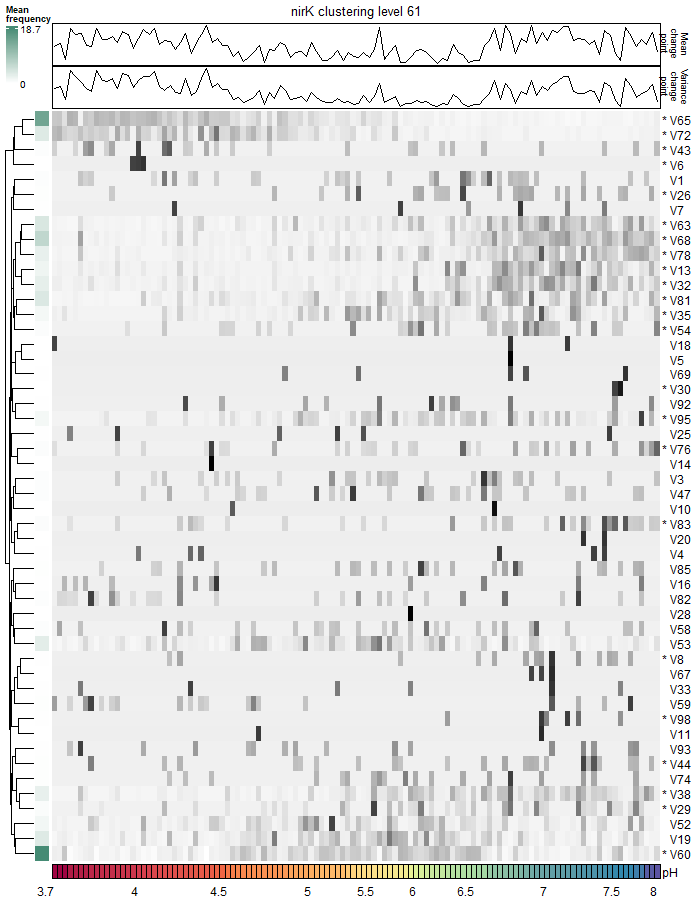 nirK clustering level 61
Mean
frequency
18.7
0
Mean
change
point
Variance
change
point
* V65
* V72
* V43
* V6
V1
* V26
V7
* V63
* V68
* V78
* V13
* V32
* V81
* V35
* V54
V18
V5
V69
* V30
V92
* V95
V25
* V76
V14
V3
V47
V10
* V83
V20
V4
V85
V16
V82
V28
V58
V53
* V8
V67
V33
V59
* V98
V11
V93
* V44
V74
* V38
* V29
V52
V19
* V60
pH
3.7 4 4.5 5 5.5 6 6.5 7 7.5 8